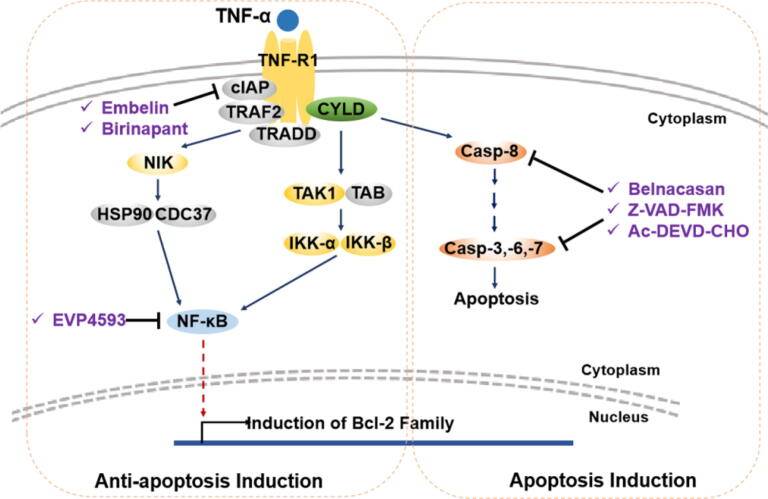 TNF-α
TNF-R1
cIAP
✓ Embelin
TRAF2
CYLD
Cytoplasm
✓ Birinapant
TRADD
NIK
Casp-8
TAK1 TAB
✓ Belnacasan
HSP90 CDC37
✓ Z-VAD-FMK
✓ Ac-DEVD-CHO
IKK-α IKK-β
Casp-3,-6,-7
Apoptosis
✓ EVP4593
NF-κB
Cytoplasm
Nucleus
Induction of Bcl-2 Family
Anti-apoptosis Induction
Apoptosis Induction